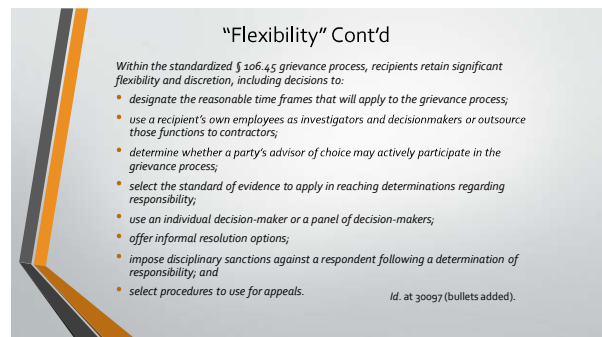 “Flexibility” Cont’d
Within the standardized § 106.45 grievance process, recipients retain significant
flexibility and discretion, including decisions to:
• designate the reasonable time frames that will apply to the grievance process;
• use a recipient’s own employees as investigators and decisionmakers or outsource
those functions to contractors;
• determine whether a party’s advisor of choice may actively participate in the
grievance process;
• select the standard of evidence to apply in reaching determinations regarding
responsibility;
• use an individual decision-maker or a panel of decision-makers;
• offer informal resolution options;
• impose disciplinary sanctions against a respondent following a determination of
responsibility; and
• select procedures to use for appeals.
Id. at 30097 (bullets added).